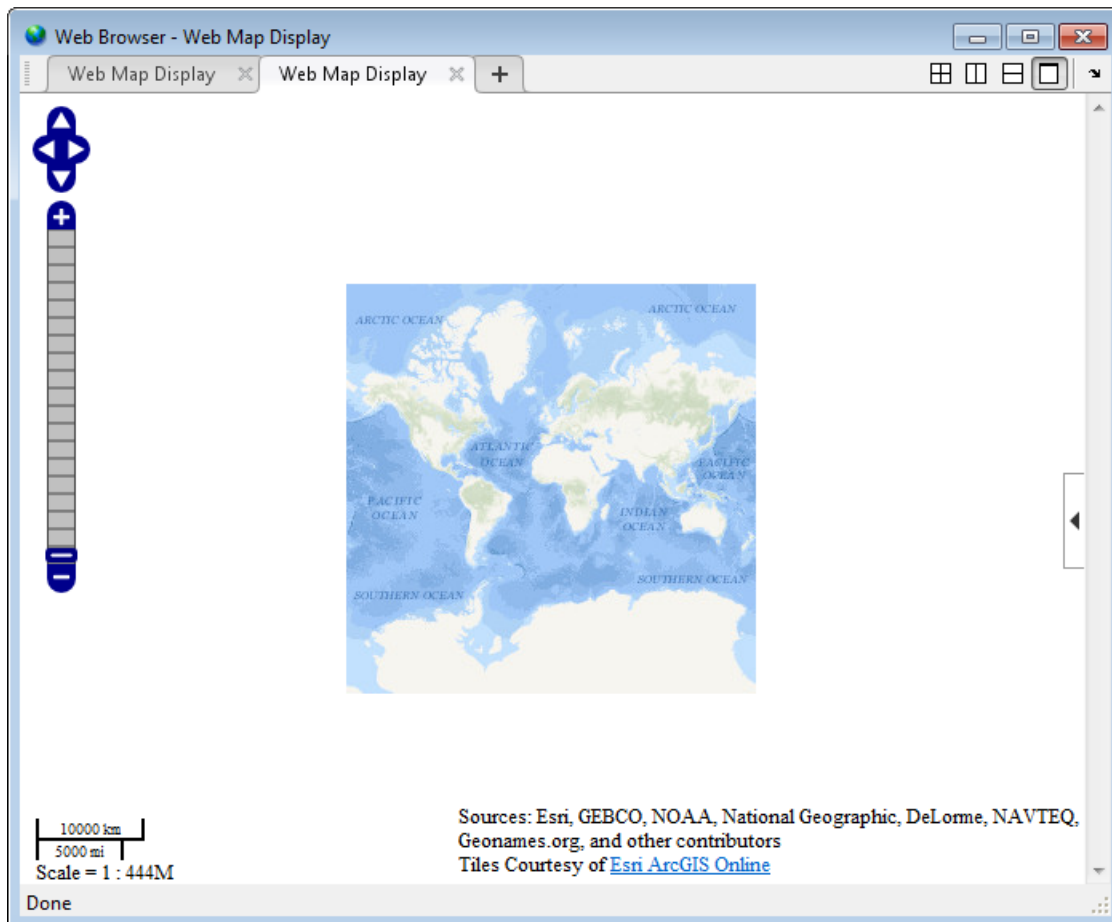 Web Browser - Web Map Display
Web Map Display
Web Map Display
ARCTIC OCEAN
ARCTIC OCEAN
ATLANTIC
OCEAN
PACIFIC
OCEAN
PACIFIC
OCEAN
INDIAN
OCEAN
SOUTHERN OCEAN
SOUTHERN OCEAN
10000 km
5000 mi
Scale = 1 : 444M
Sources: Esri, GEBCO, NOAA, National Geographic, DeLorme, NAVTEQ,
Geonames.org, and other contributors
Tiles Courtesy of Esri ArcGIS Online
Done